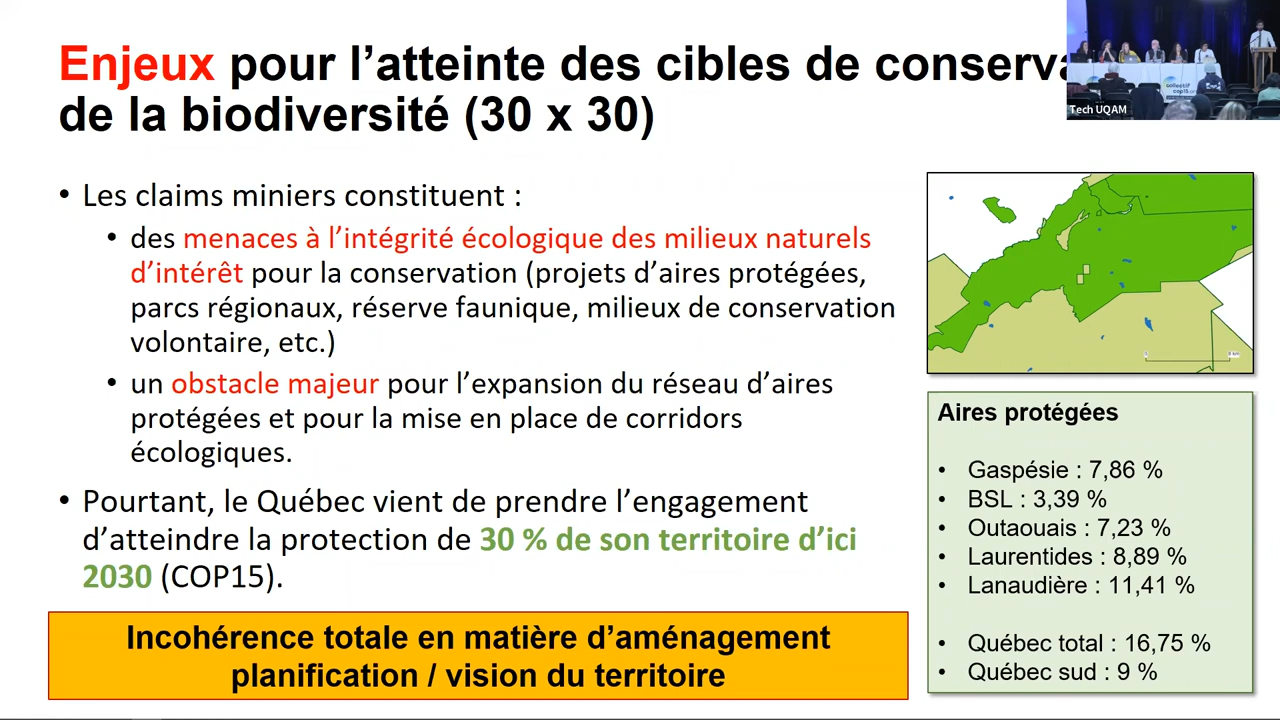 Enjeux pour l’atteinte des cibles de conserva
de la biodiversité (30 x 30)
collectif
cop15.org
Tech UQAM
• Les claims miniers constituent :
• des menaces à l’intégrité écologique des milieux naturels
d’intérêt pour la conservation (projets d’aires protégées,
parcs régionaux, réserve faunique, milieux de conservation
volontaire, etc.)
• un obstacle majeur pour l’expansion du réseau d’aires
protégées et pour la mise en place de corridors
écologiques.
• Pourtant, le Québec vient de prendre l’engagement
d’atteindre la protection de 30 % de son territoire d’ici
2030 (COP15).
Incohérence totale en matière d’aménagement
planification / vision du territoire
Aires protégées
• Gaspésie : 7,86 %
• BSL : 3,39 %
• Outaouais : 7,23 %
• Laurentides : 8,89 %
• Lanaudière : 11,41 %
• Québec total : 16,75 %
• Québec sud : 9 %